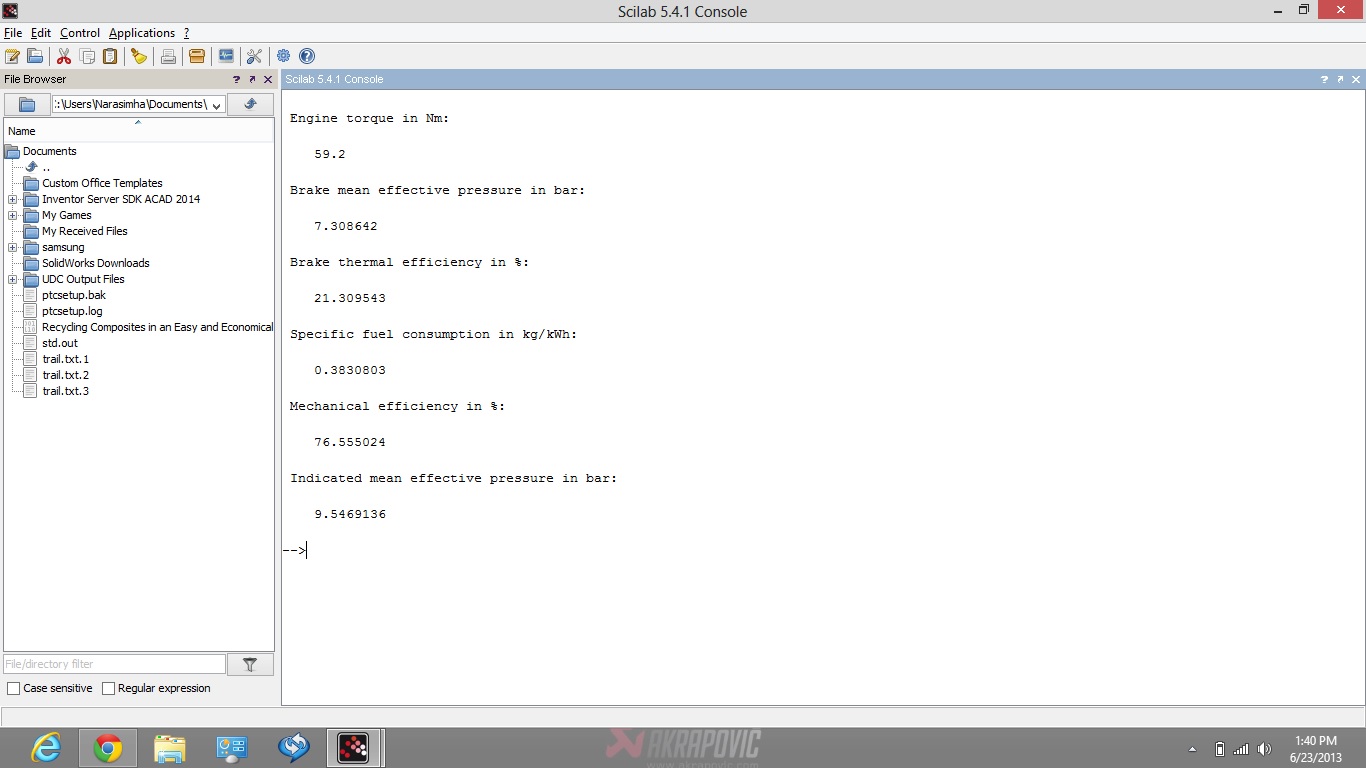 Scilab 5.4.1 Console
File Edit Control Applications ?
File Browser
Scilab 5.4.1 Console
:\Users\Narasimha\Documents\
Name
Documents
..
Custom Office Templates
Inventor Server SDK ACAD 2014
My Games
My Received Files
samsung
SolidWorks Downloads
UDC Output Files
ptcsetup.bak
ptcsetup.log
Recycling Composites in an Easy and Economical
std.out
trail.txt.1
trail.txt.2
trail.txt.3
File/directory filter
Case sensitive Regular expression
Engine torque in Nm:
59.2
Brake mean effective pressure in bar:
7.308642
Brake thermal efficiency in %:
21.309543
Specific fuel consumption in kg/kWh:
0.3830803
Mechanical efficiency in %:
76.555024
Indicated mean effective pressure in bar:
9.5469136
-->
AKRAPOVIC
www.akrapovic.com
1:40 PM
6/23/2013